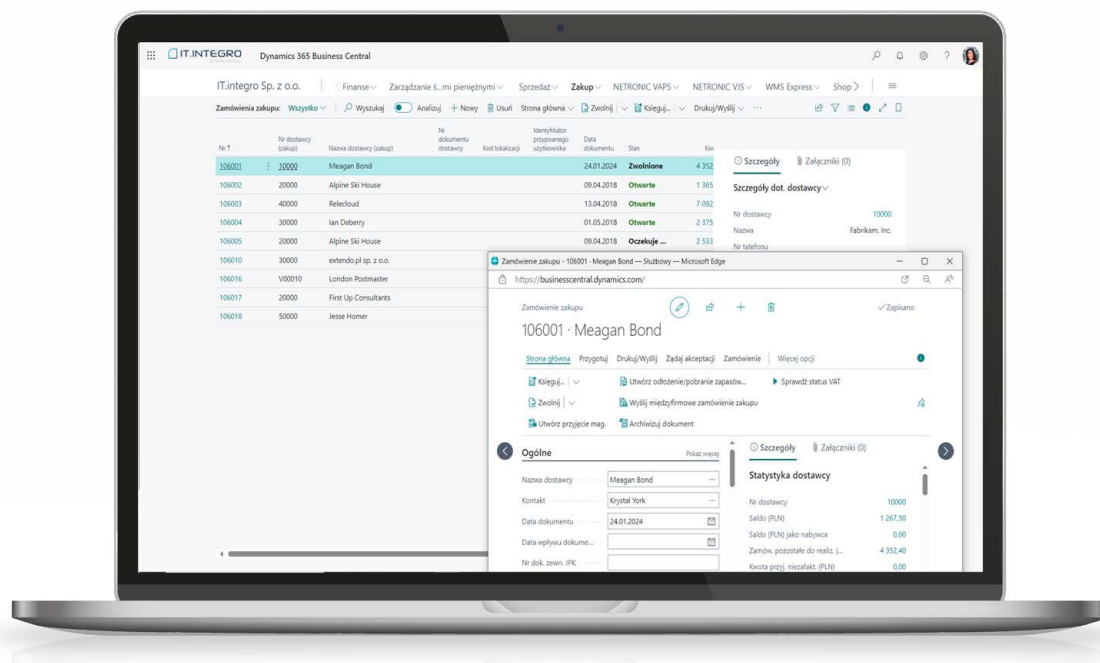 IT.INTEGRO Dynamics 365 Business Central ?
IT.integro Sp. z o.o. Finanse Zarządzanie ś...mi pieniężnymi Sprzedaż Zakup NETRONIC VAPS NETRONIC VJS WMS Express Shop
Zamówienia zakupu: Wszystko Wyszukaj Analizuj + Nowy Usuń Strona główna Zwolnij Księguj... Drukuj/Wyślij ...
Nr ↑ Nr dostawcy (zakup) Nazwa dostawcy (zakup) Nr dokumentu dostawcy Kod lokalizacji Identyfikator przypisanego użytkownika Data dokumentu Stan Kw
106001 10000 Meagan Bond 24.01.2024 Zwolnione 4 352
106002 20000 Alpine Ski House 09.04.2018 Otwarte 1 365
106003 40000 Relecloud 13.04.2018 Otwarte 7 092
106004 30000 Ian Deberry 01.05.2018 Otwarte 2 375
106005 20000 Alpine Ski House 09.04.2018 Oczekuje ... 2 533
106010 30000 extendo.pl sp. z o.o.
106016 V00010 London Postmaster
106017 20000 First Up Consultants
106018 50000 Jesse Homer
Szczegóły Załączniki (0)
Szczegóły dot. dostawcy
Nr dostawcy 10000
Nazwa Fabrikam, Inc.
Nr telefonu
Zamówienie zakupu - 106001 · Meagan Bond — Służbowy — Microsoft Edge
https://businesscentral.dynamics.com/
Zamówienie zakupu Zapisano
106001 · Meagan Bond
Strona główna Przygotuj Drukuj/Wyślij Żądaj akceptacji Zamówienie Więcej opcji
Księguj... Utwórz odłożenie/pobranie zapasów... Sprawdź status VAT
Zwolnij Wyślij międzyfirmowe zamówienie zakupu
Utwórz przyjęcie mag. Archiwizuj dokument
Ogólne Pokaż więcej
Nazwa dostawcy Meagan Bond ...
Kontakt Krystal York ...
Data dokumentu 24.01.2024
Data wpływu dokume...
Nr dok. zewn. JPK
Szczegóły Załączniki (0)
Statystyka dostawcy
Nr dostawcy 10000
Saldo (PLN) 1 267,50
Saldo (PLN) jako nabywca 0,00
Zamów. pozostałe do realiz. (... 4 352,40
Kwota przyj. niezafakt. (PLN) 0,00